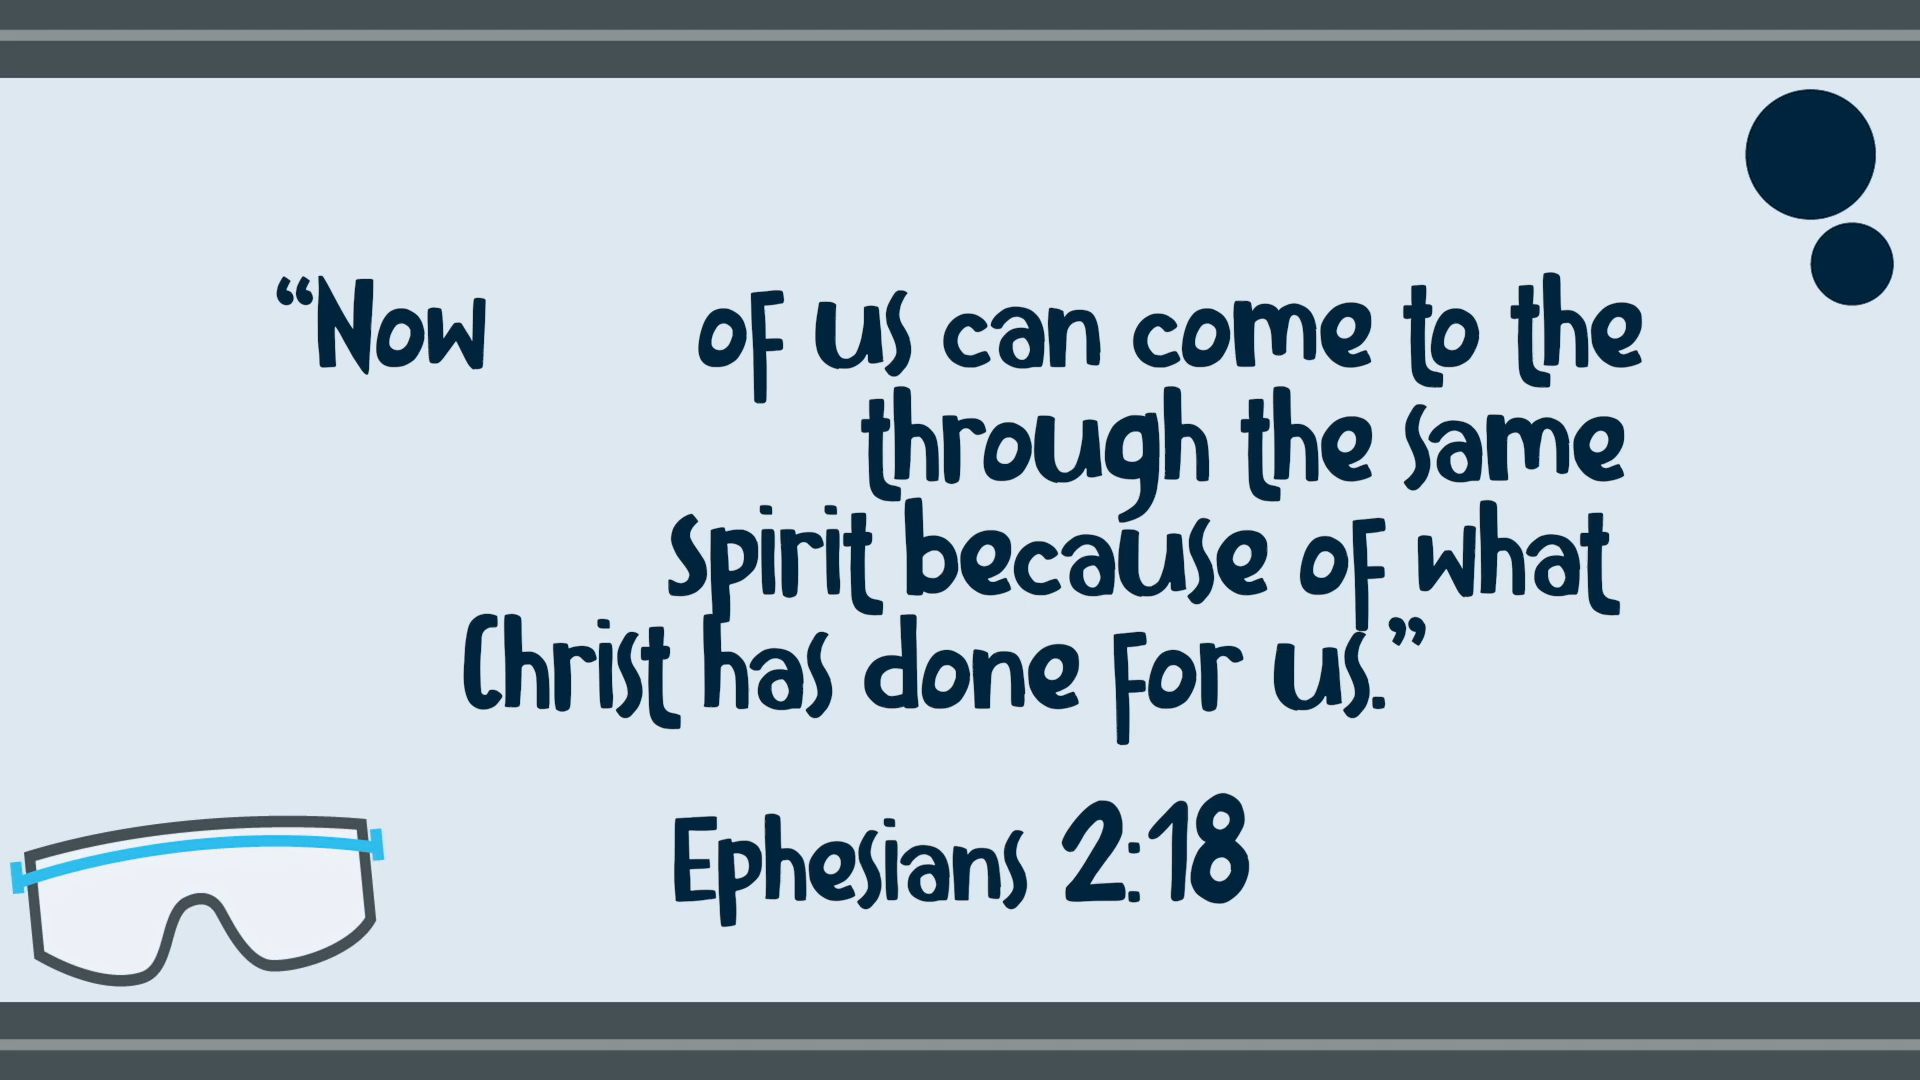 “Now of us can come to the
through the same
Spirit because of what
Christ has done for us.”
Ephesians 2:18